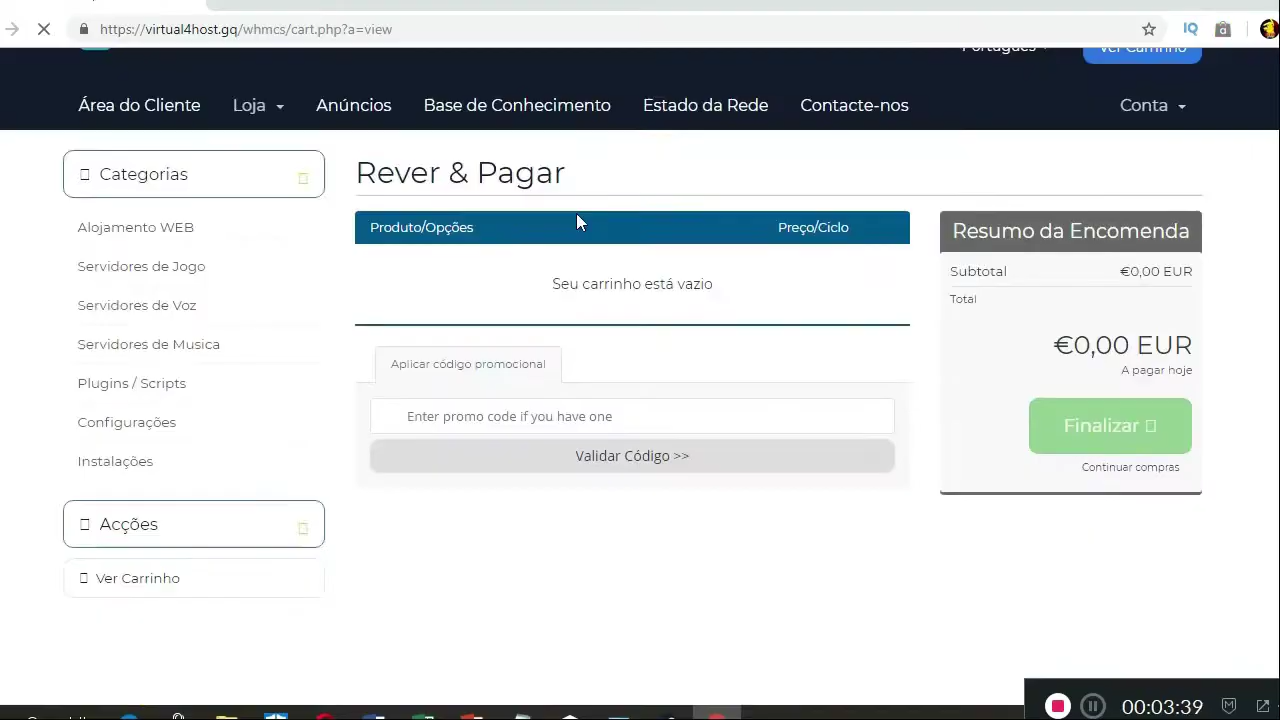 https://virtual4host.gq/whmcs/cart.php?a=view
IQ
a
Português
Ver Carrinho
Área do Cliente
Loja
Anúncios
Base de Conhecimento
Estado da Rede
Contacte-nos
Conta
Categorias
Alojamento WEB
Servidores de Jogo
Servidores de Voz
Servidores de Musica
Plugins / Scripts
Configurações
Instalações
Acções
Ver Carrinho
Rever & Pagar
Produto/Opções
Preço/Ciclo
Seu carrinho está vazio
Aplicar código promocional
Enter promo code if you have one
Validar Código >>
Resumo da Encomenda
Subtotal €0,00 EUR
Total
€0,00 EUR
A pagar hoje
Finalizar
Continuar compras
00:03:39